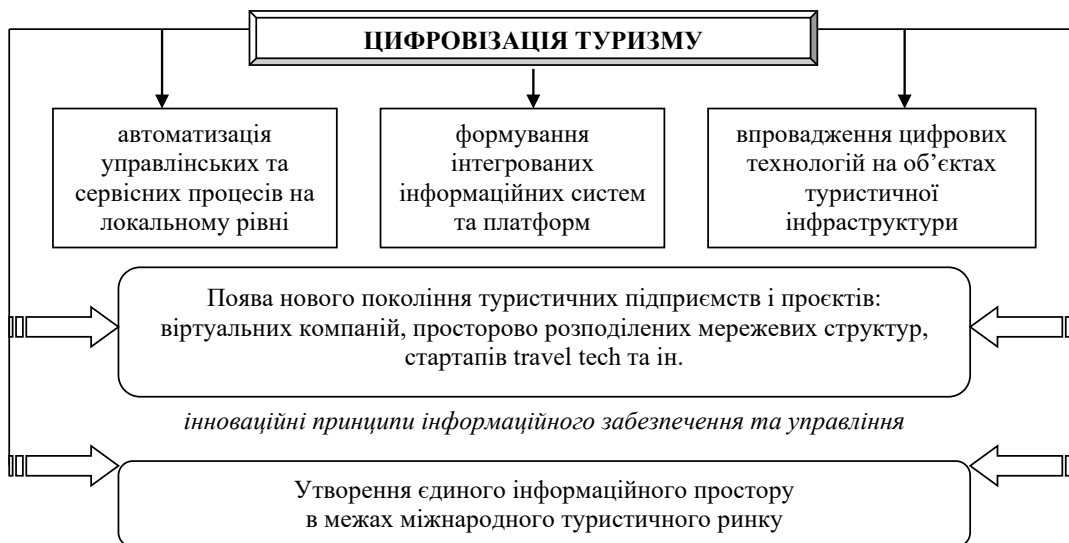 ЦИФРОВІЗАЦІЯ ТУРИЗМУ
автоматизація
управлінських та
сервісних процесів на
локальному рівні
формування
інтегрованих
інформаційних систем
та платформ
впровадження цифрових
технологій на об’єктах
туристичної
інфраструктури
Поява нового покоління туристичних підприємств і проєктів:
віртуальних компаній, просторово розподілених мережевих структур,
стартапів travel tech та ін.
інноваційні принципи інформаційного забезпечення та управління
Утворення єдиного інформаційного простору
в межах міжнародного туристичного ринку